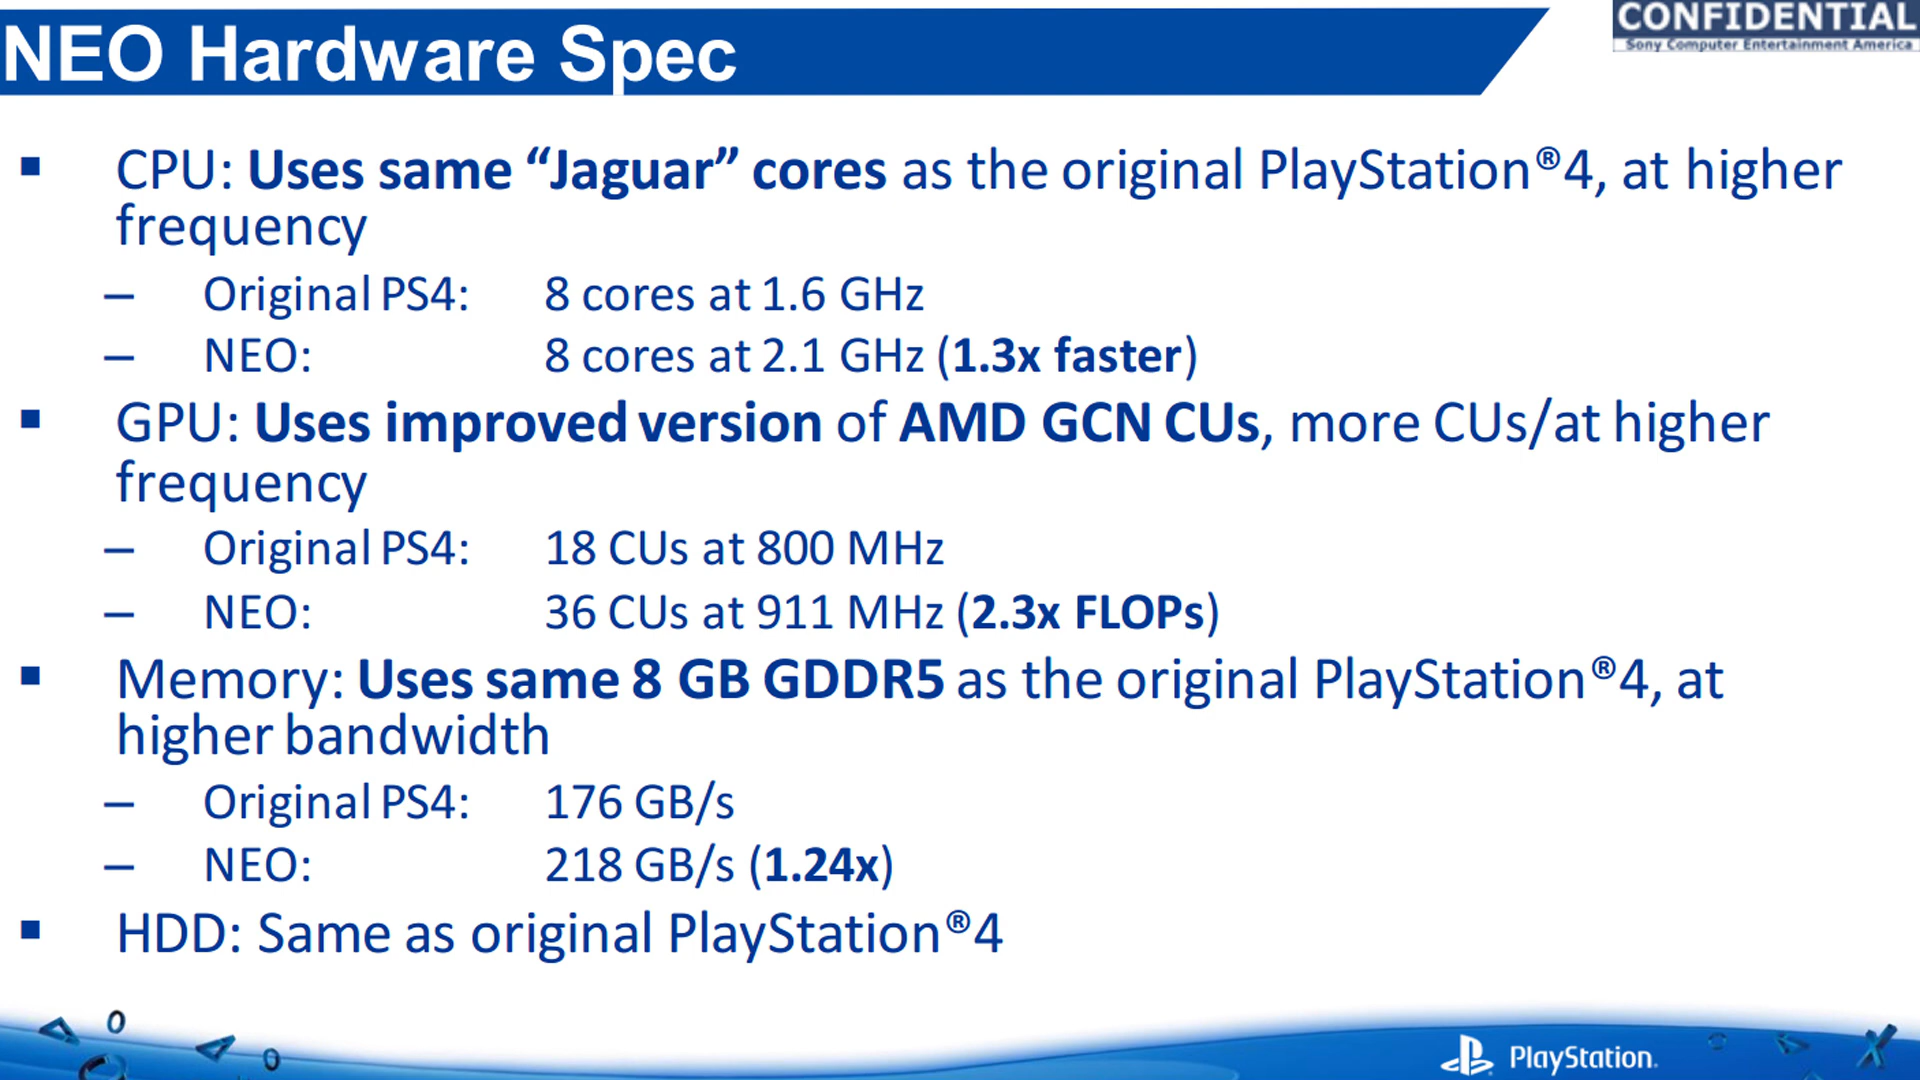 NEO Hardware Spec
CONFIDENTIAL
Sony Computer Entertainment America
▪ CPU: Uses same “Jaguar” cores as the original PlayStation®4, at higher
frequency
– Original PS4: 8 cores at 1.6 GHz
– NEO: 8 cores at 2.1 GHz (1.3x faster)
▪ GPU: Uses improved version of AMD GCN CUs, more CUs/at higher
frequency
– Original PS4: 18 CUs at 800 MHz
– NEO: 36 CUs at 911 MHz (2.3x FLOPs)
▪ Memory: Uses same 8 GB GDDR5 as the original PlayStation®4, at
higher bandwidth
– Original PS4: 176 GB/s
– NEO: 218 GB/s (1.24x)
▪ HDD: Same as original PlayStation®4
PlayStation.